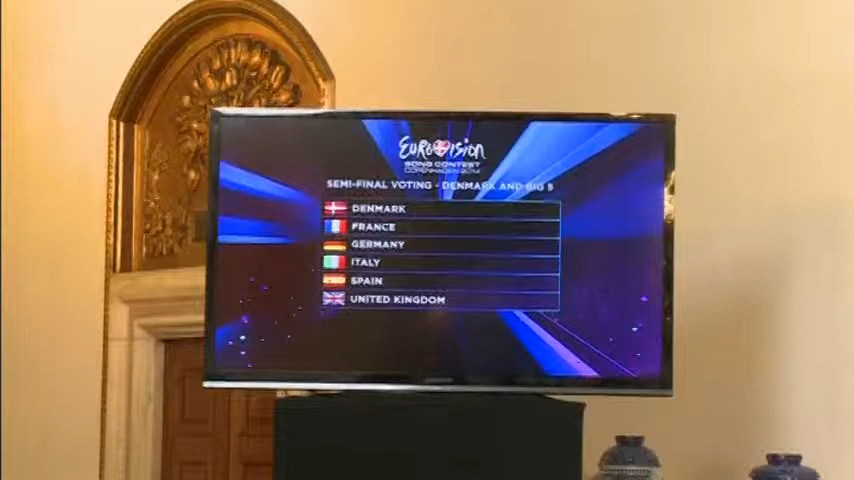 EUROVISION
SONG CONTEST
COPENHAGEN 2014
SEMI-FINAL VOTING - DENMARK AND BIG 5
DENMARK
FRANCE
GERMANY
ITALY
SPAIN
UNITED KINGDOM